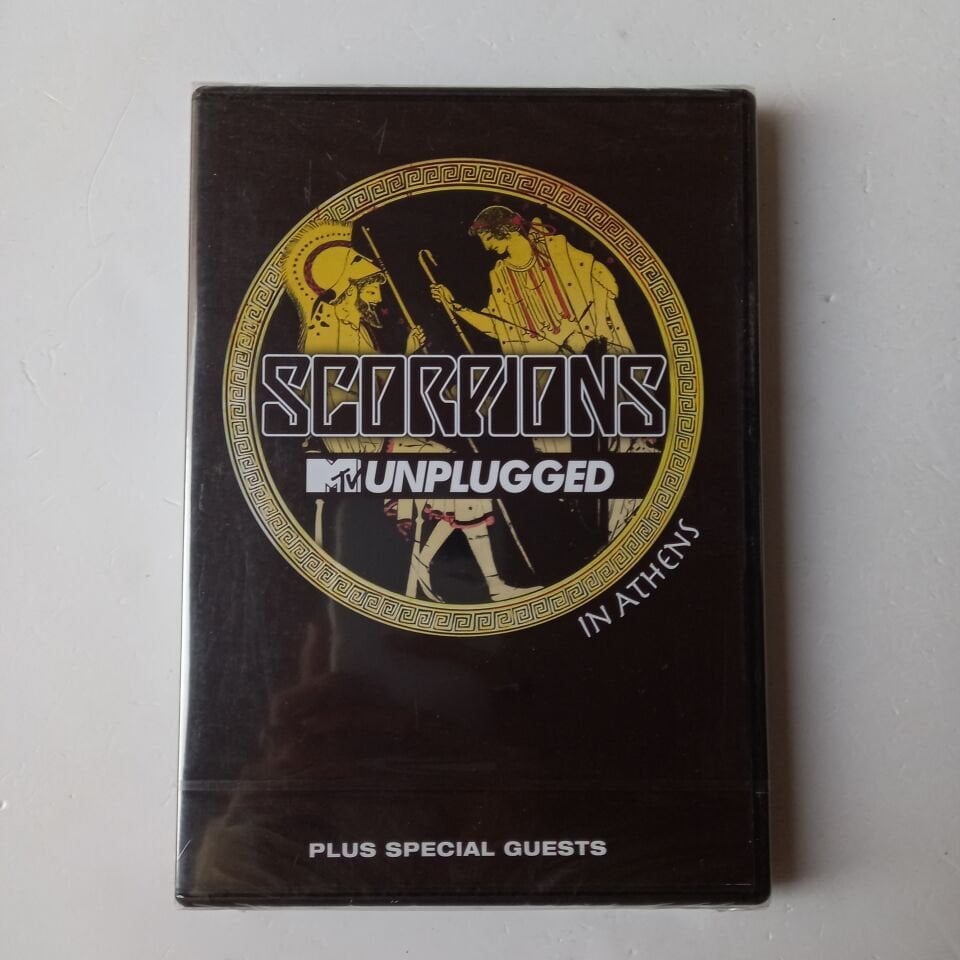 SCORPIONS
MTV UNPLUGGED
IN ATHENS
PLUS SPECIAL GUESTS